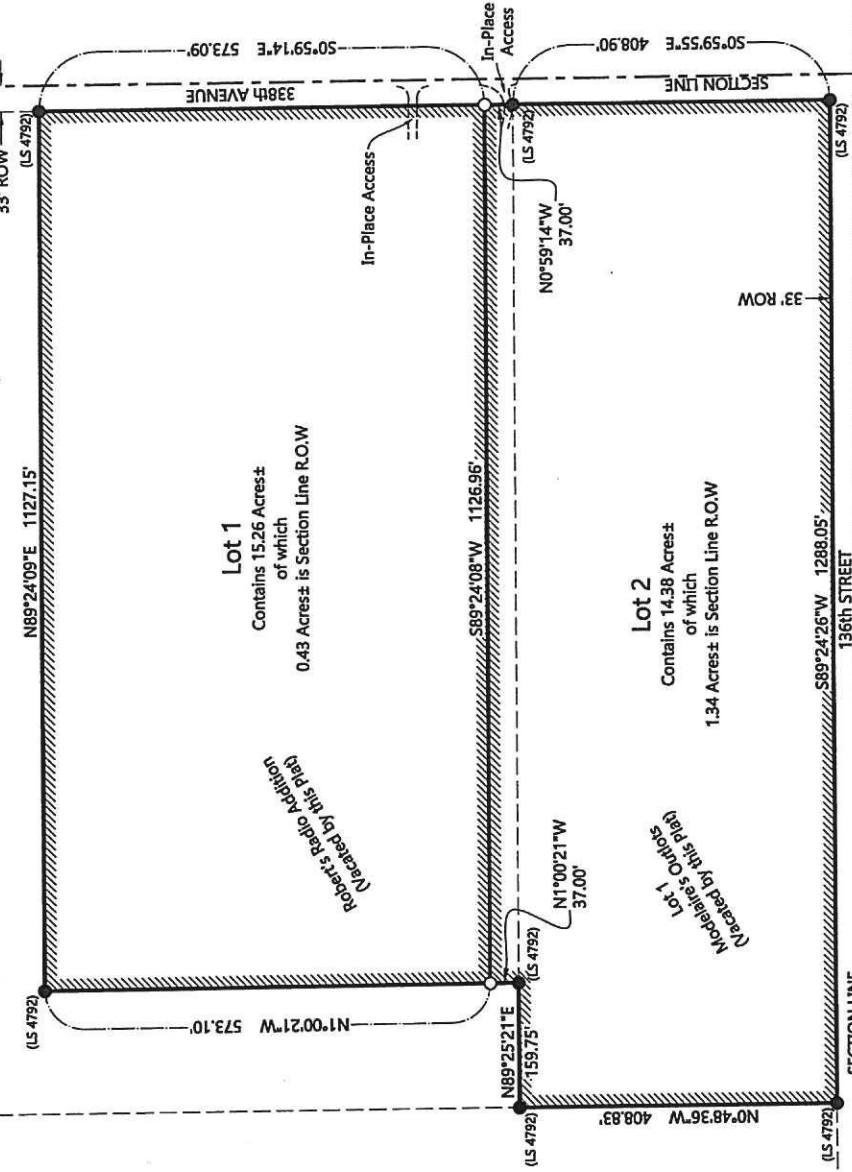 33' ROW
(LS 4792)
(LS 4792)
N89°24'09"E 1127.15'
S0°59'14"E 573.09'
338th AVENUE
In-Place Access
In-Place
Access
Lot 1
Contains 15.26 Acres±
of which
0.43 Acres± is Section Line R.O.W
Robert's Radio Addition
(Vacated by this Plat)
N1°00'21"W 573.10'
S89°24'08"W 1126.96'
(LS 4792)
N0°59'14"W
37.00'
S0°59'55"E 408.90'
SECTION LINE
N1°00'21"W
37.00'
(LS 4792)
N89°25'21"E
159.75'
(LS 4792)
Lot 2
Contains 14.38 Acres±
of which
1.34 Acres± is Section Line R.O.W
Lot 1
Modelaire's Outlots
(Vacated by this Plat)
33' ROW
N0°48'36"W 408.83'
(LS 4792)
S89°24'26"W 1288.05'
(LS 4792)
136th STREET
SECTION LINE